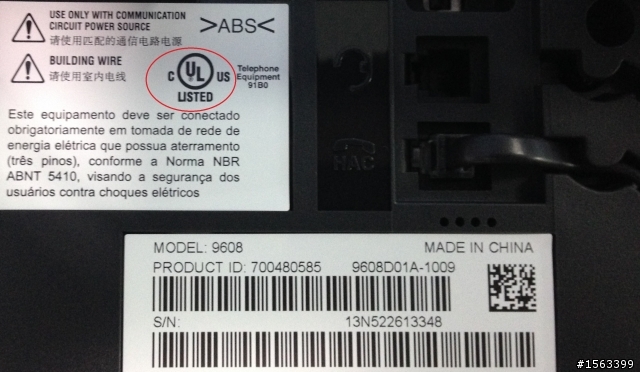 USE ONLY WITH COMMUNICATION
CIRCUIT POWER SOURCE
请使用匹配的通信电路电源
>ABS<
BUILDING WIRE
请使用室内电线
C UL US
LISTED
Telephone
Equipment
91B0
Este equipamento deve ser conectado
obrigatoriamente em tomada de rede de
energia elétrica que possua aterramento
(três pinos), conforme a Norma NBR
ABNT 5410, visando a segurança dos
usuários contra choques elétricos
MAC
MODEL: 9608
MADE IN CHINA
PRODUCT ID: 700480585
9608D01A-1009
S/N:
13N522613348
#1563399